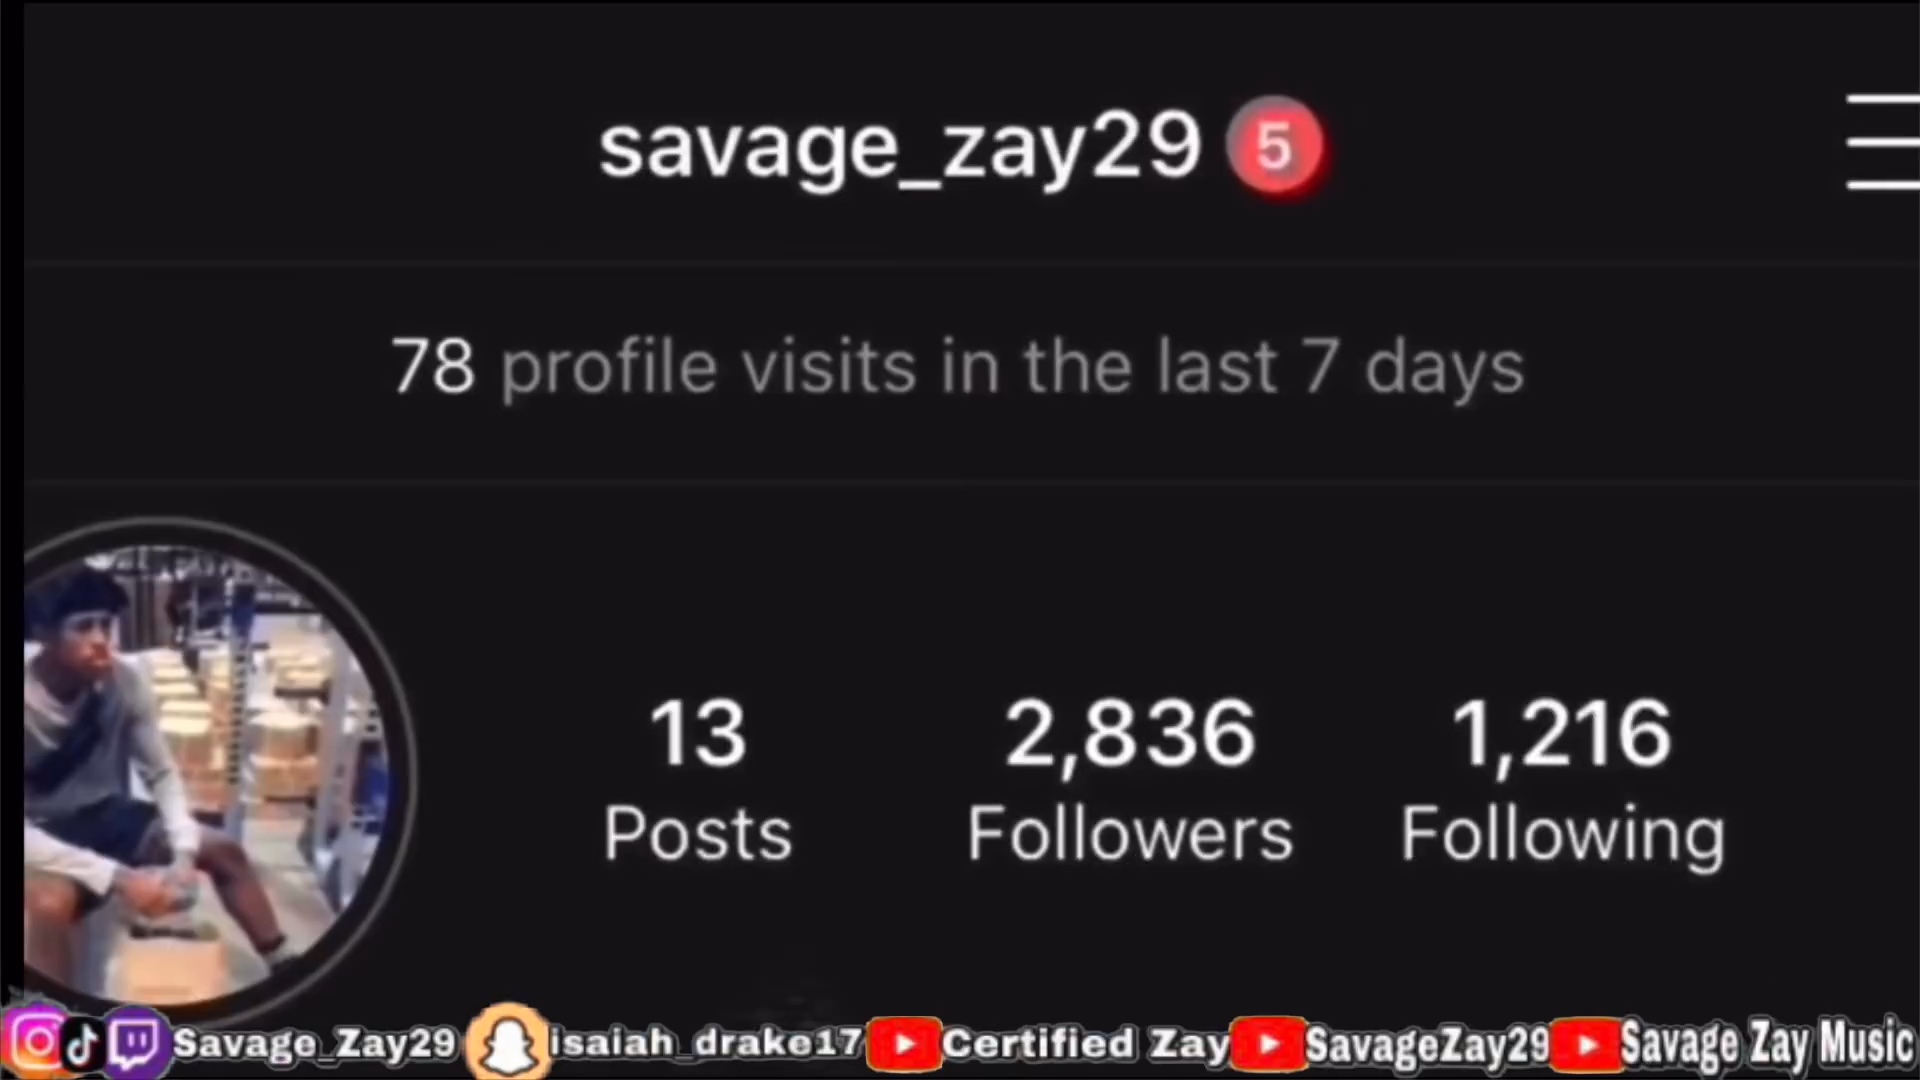 savage_zay29 5
78 profile visits in the last 7 days
13 2,836 1,216
Posts Followers Following
Savage_Zay29 isaiah_drake17 Certified Zay SavageZay29 Savage Zay Music